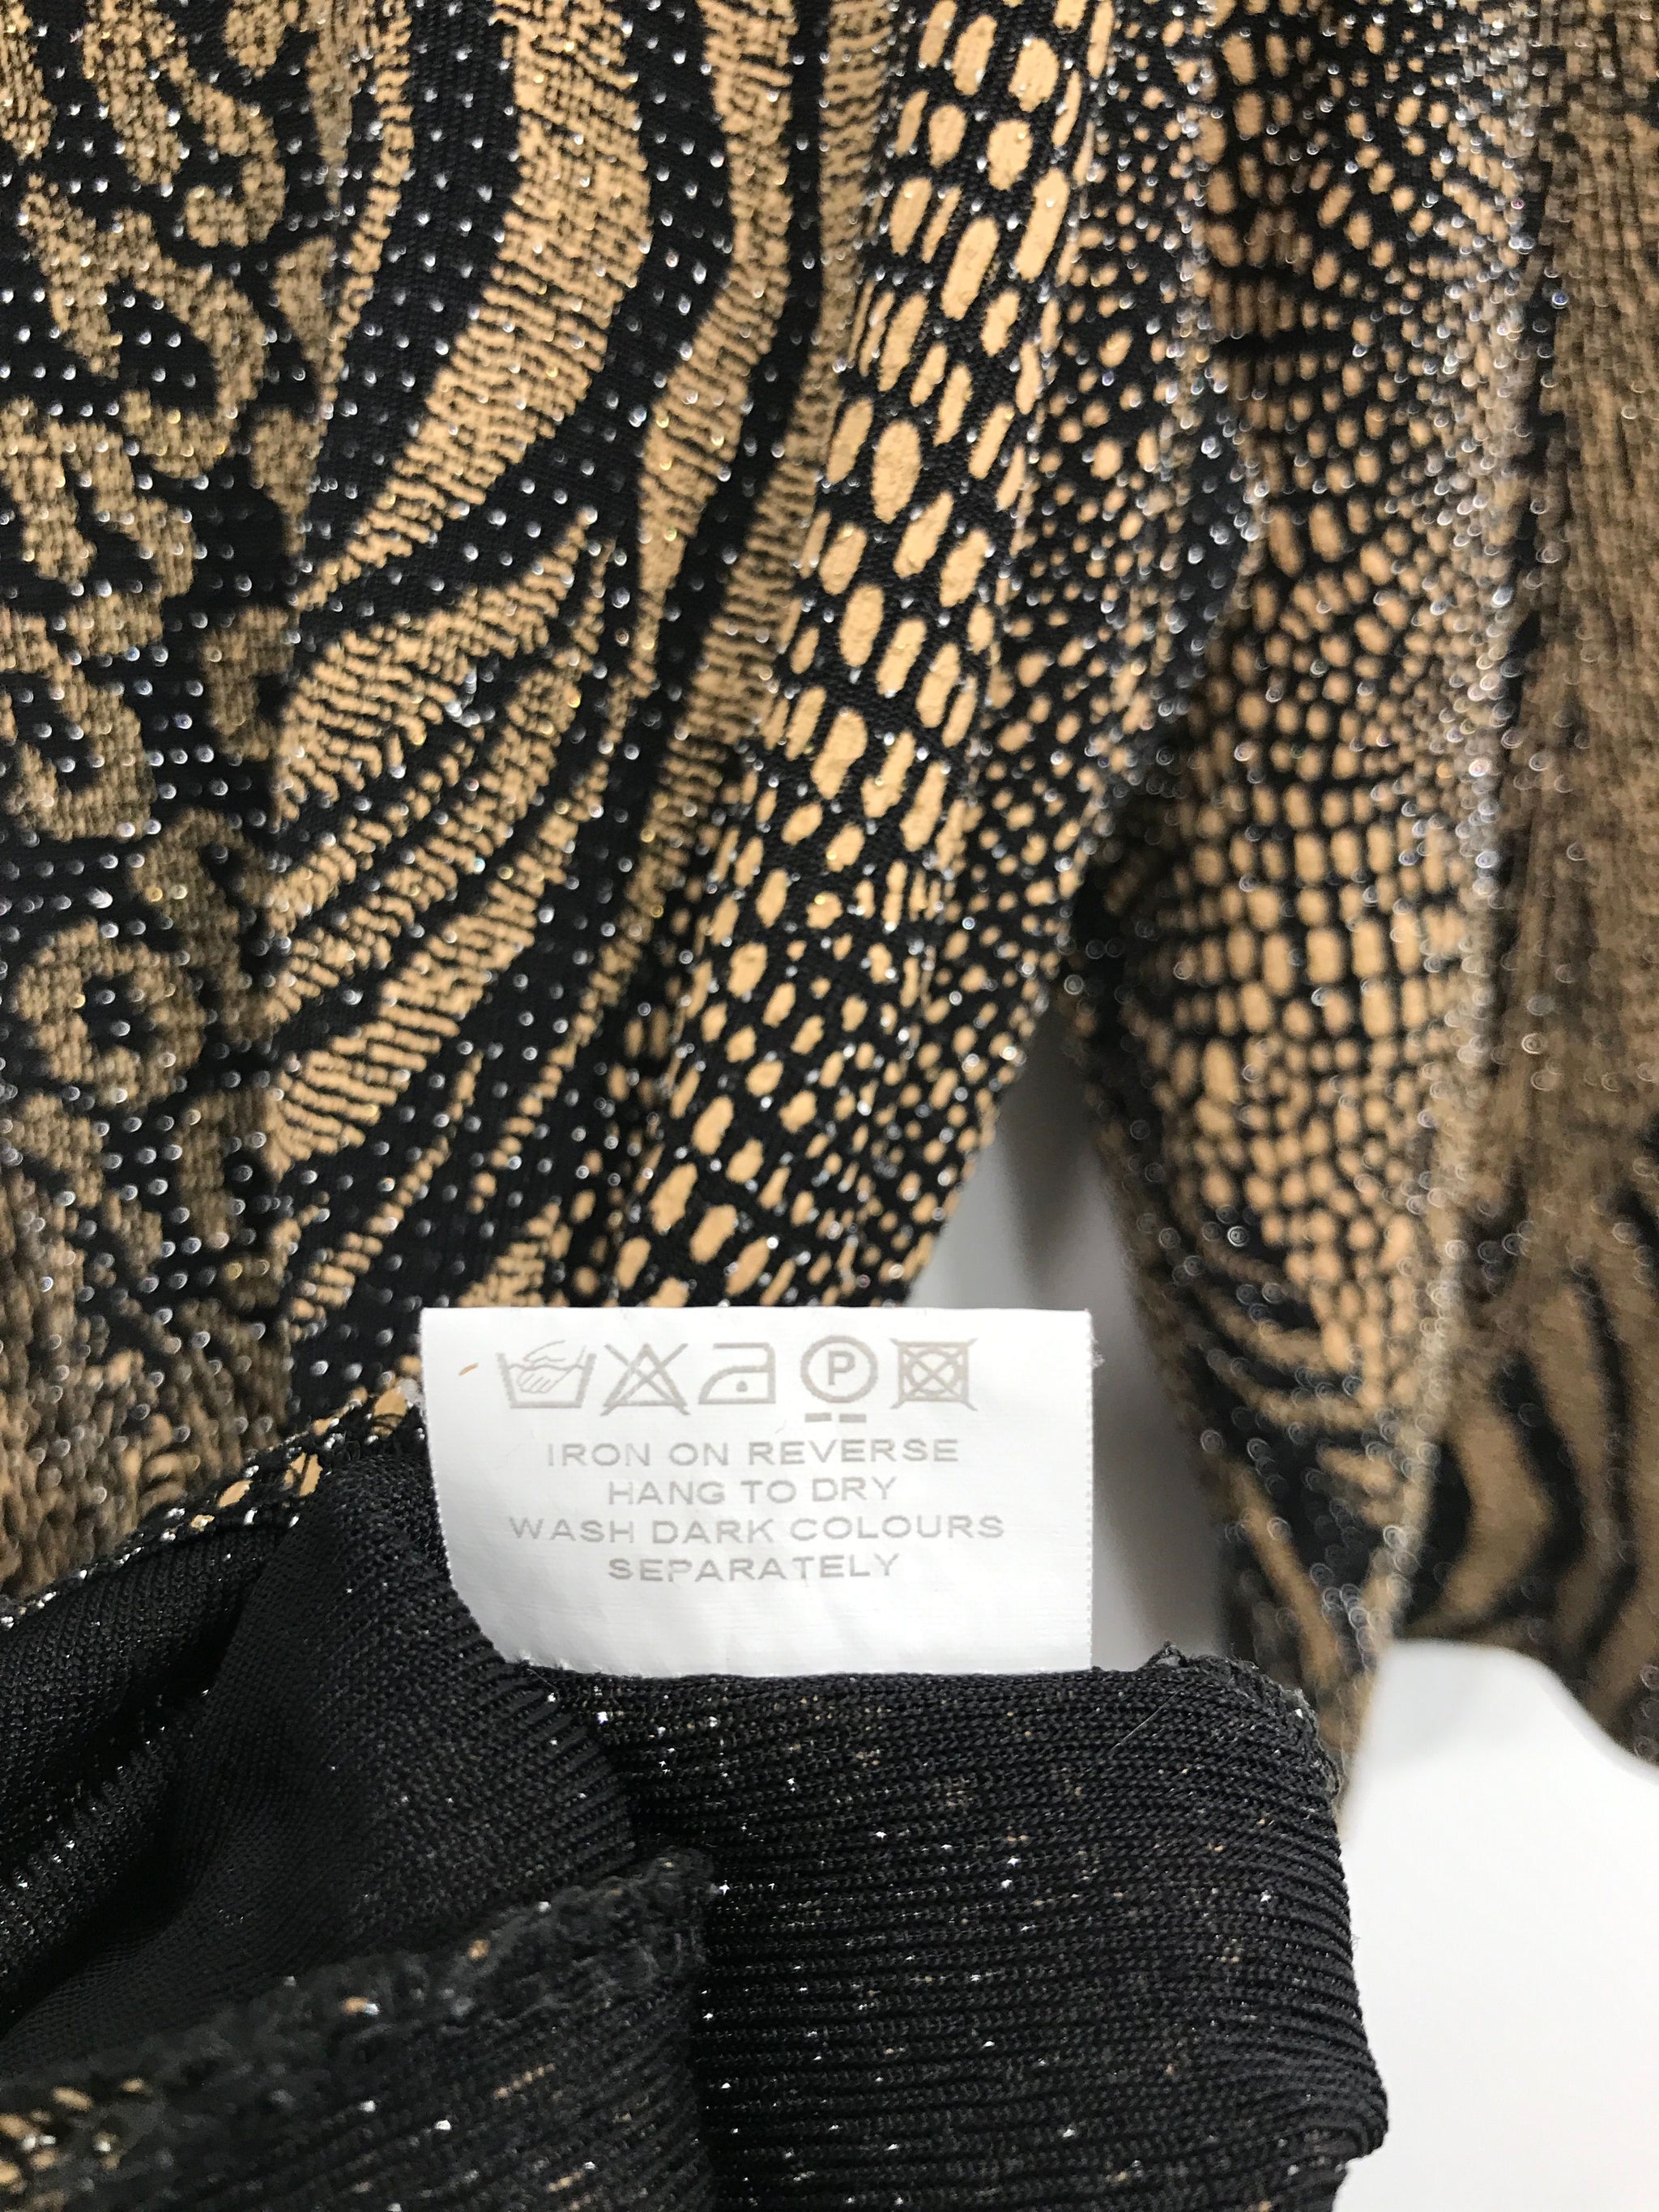 P
IRON ON REVERSE
HANG TO DRY
WASH DARK COLOURS
SEPARATELY